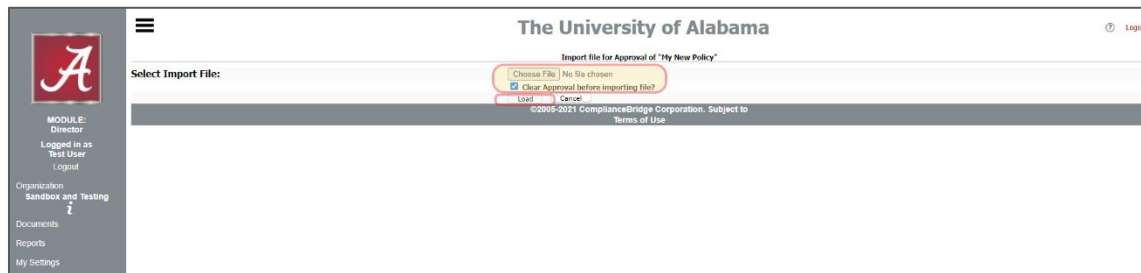 The University of Alabama
Logo
Import file for Approval of "My New Policy"
Select Import File:
Choose File No file chosen
Clear Approval before importing file?
Load Cancel
©2005-2021 ComplianceBridge Corporation. Subject to
Terms of Use
A
MODULE:
Director
Logged in as
Test User
Logout
Organization
Sandbox and Testing
i
Documents
Reports
My Settings